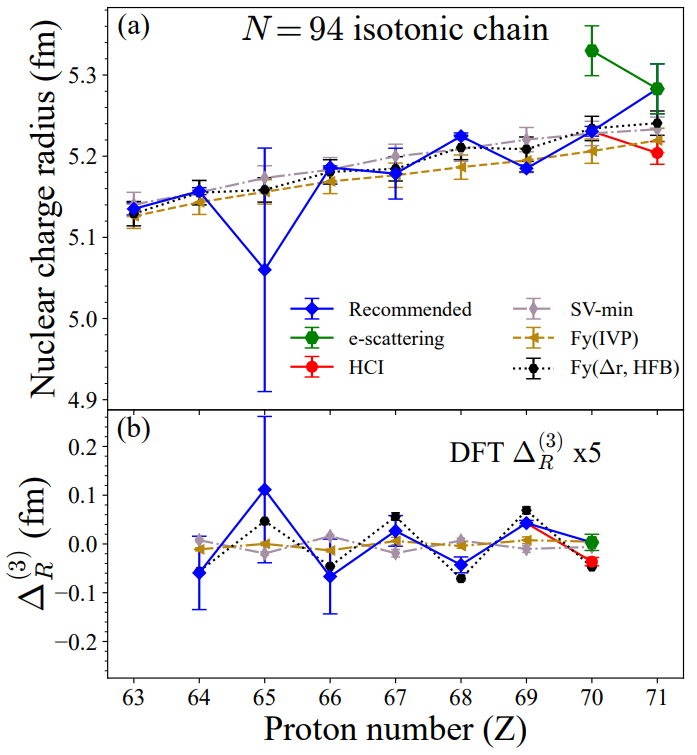 (a)
N = 94 isotonic chain
Nuclear charge radius (fm)
5.3
5.2
5.1
5.0
4.9
Recommended
e-scattering
HCI
SV-min
Fy(IVP)
Fy(Δr, HFB)
(b)
DFT Δ_R^(3) x5
Δ_R^(3) (fm)
0.2
0.1
0.0
−0.1
−0.2
63 64 65 66 67 68 69 70 71
Proton number (Z)